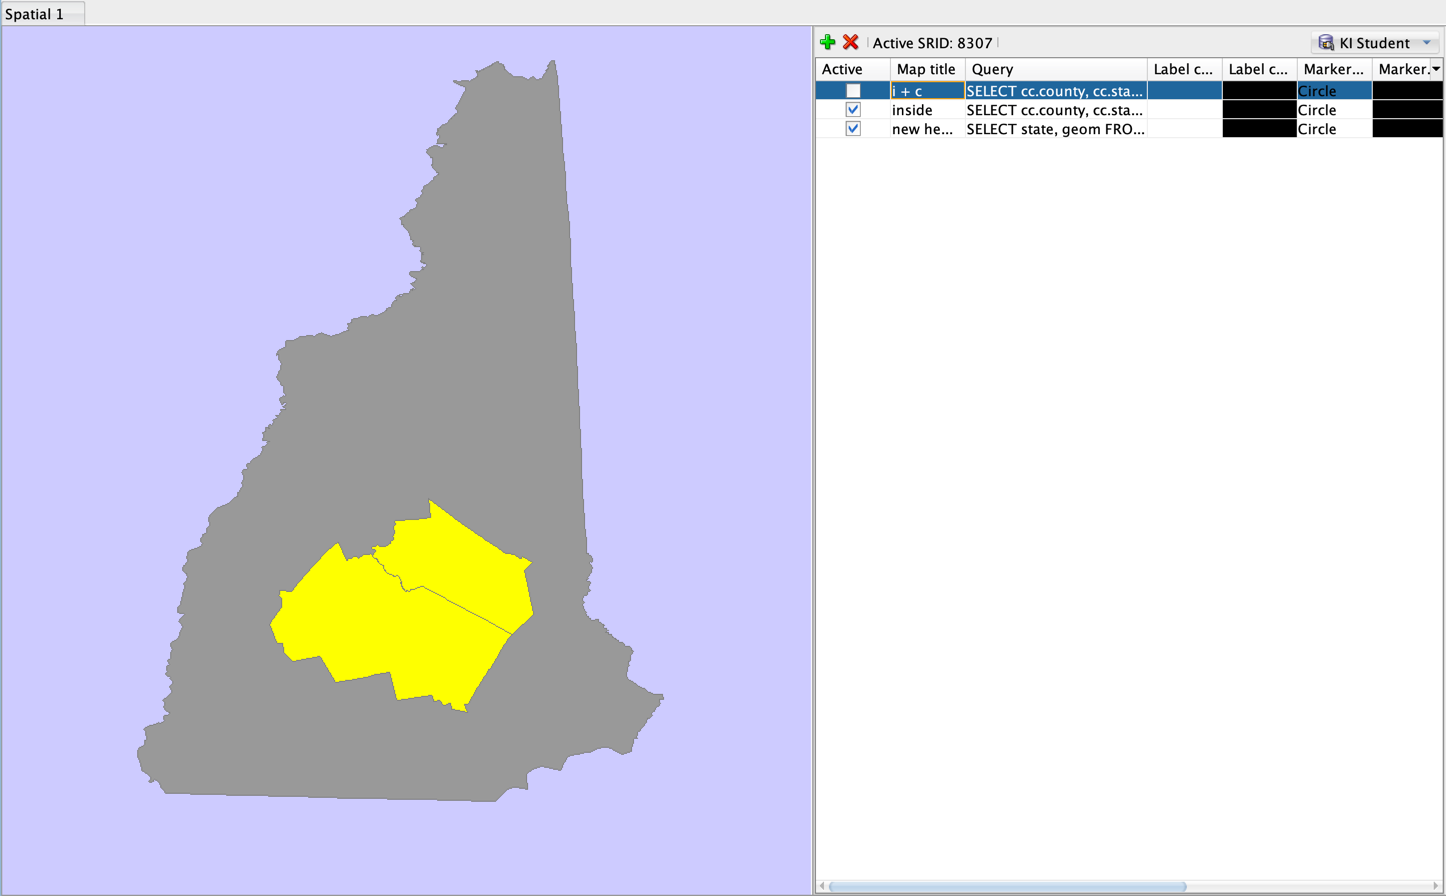 Spatial 1
Active SRID: 8307 KI Student
Active Map title Query Label c... Label c... Marker... Marker.
i + c SELECT cc.county, cc.sta... Circle
inside SELECT cc.county, cc.sta... Circle
new he... SELECT state, geom FRO... Circle